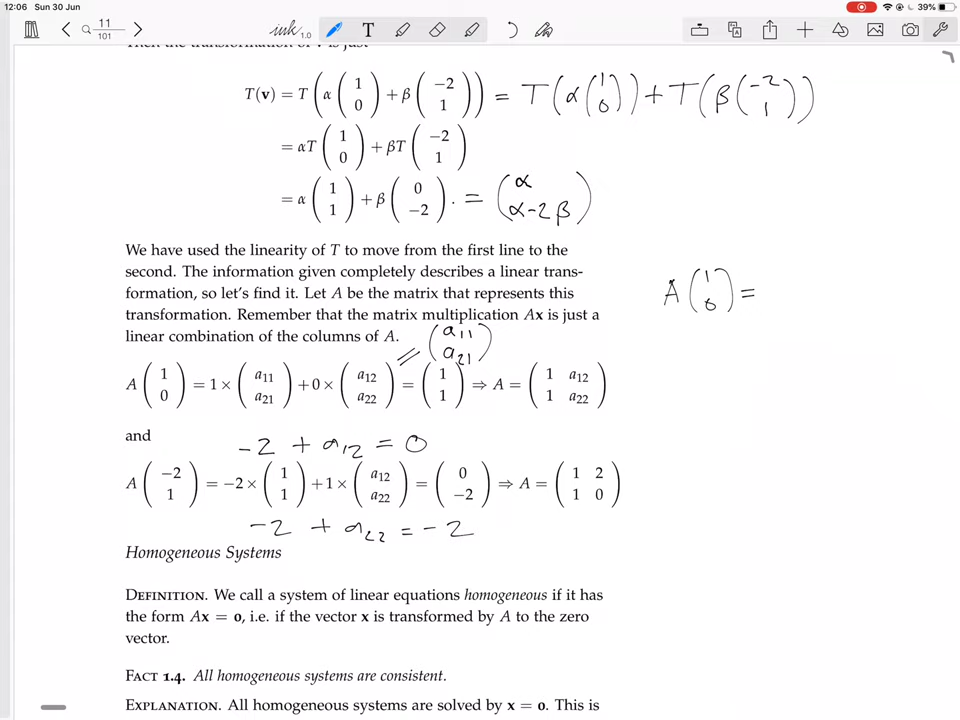 12:06 Sun 30 Jun 39%
11
101
ink 1.0 T
T(v) = T ( α ( 1 0 ) + β ( −2 1 ) ) = T(α( 1 0 )) + T(β( −2 1 ))
= αT ( 1 0 ) + βT ( −2 1 )
= α ( 1 1 ) + β ( 0 −2 ) . = ( α α−2β )
We have used the linearity of T to move from the first line to the
second. The information given completely describes a linear trans-
formation, so let's find it. Let A be the matrix that represents this
transformation. Remember that the matrix multiplication Ax is just a
linear combination of the columns of A.
A ( 1 0 ) =
= ( a11 a21 )
A ( 1 0 ) = 1 × ( a11 a21 ) + 0 × ( a12 a22 ) = ( 1 1 ) ⇒ A = ( 1 a12 1 a22 )
and
−2 + a12 = 0
A ( −2 1 ) = −2 × ( 1 1 ) + 1 × ( a12 a22 ) = ( 0 −2 ) ⇒ A = ( 1 2 1 0 )
−2 + a22 = −2
Homogeneous Systems
Definition. We call a system of linear equations homogeneous if it has
the form Ax = 0, i.e. if the vector x is transformed by A to the zero
vector.
Fact 1.4. All homogeneous systems are consistent.
Explanation. All homogeneous systems are solved by x = 0. This is